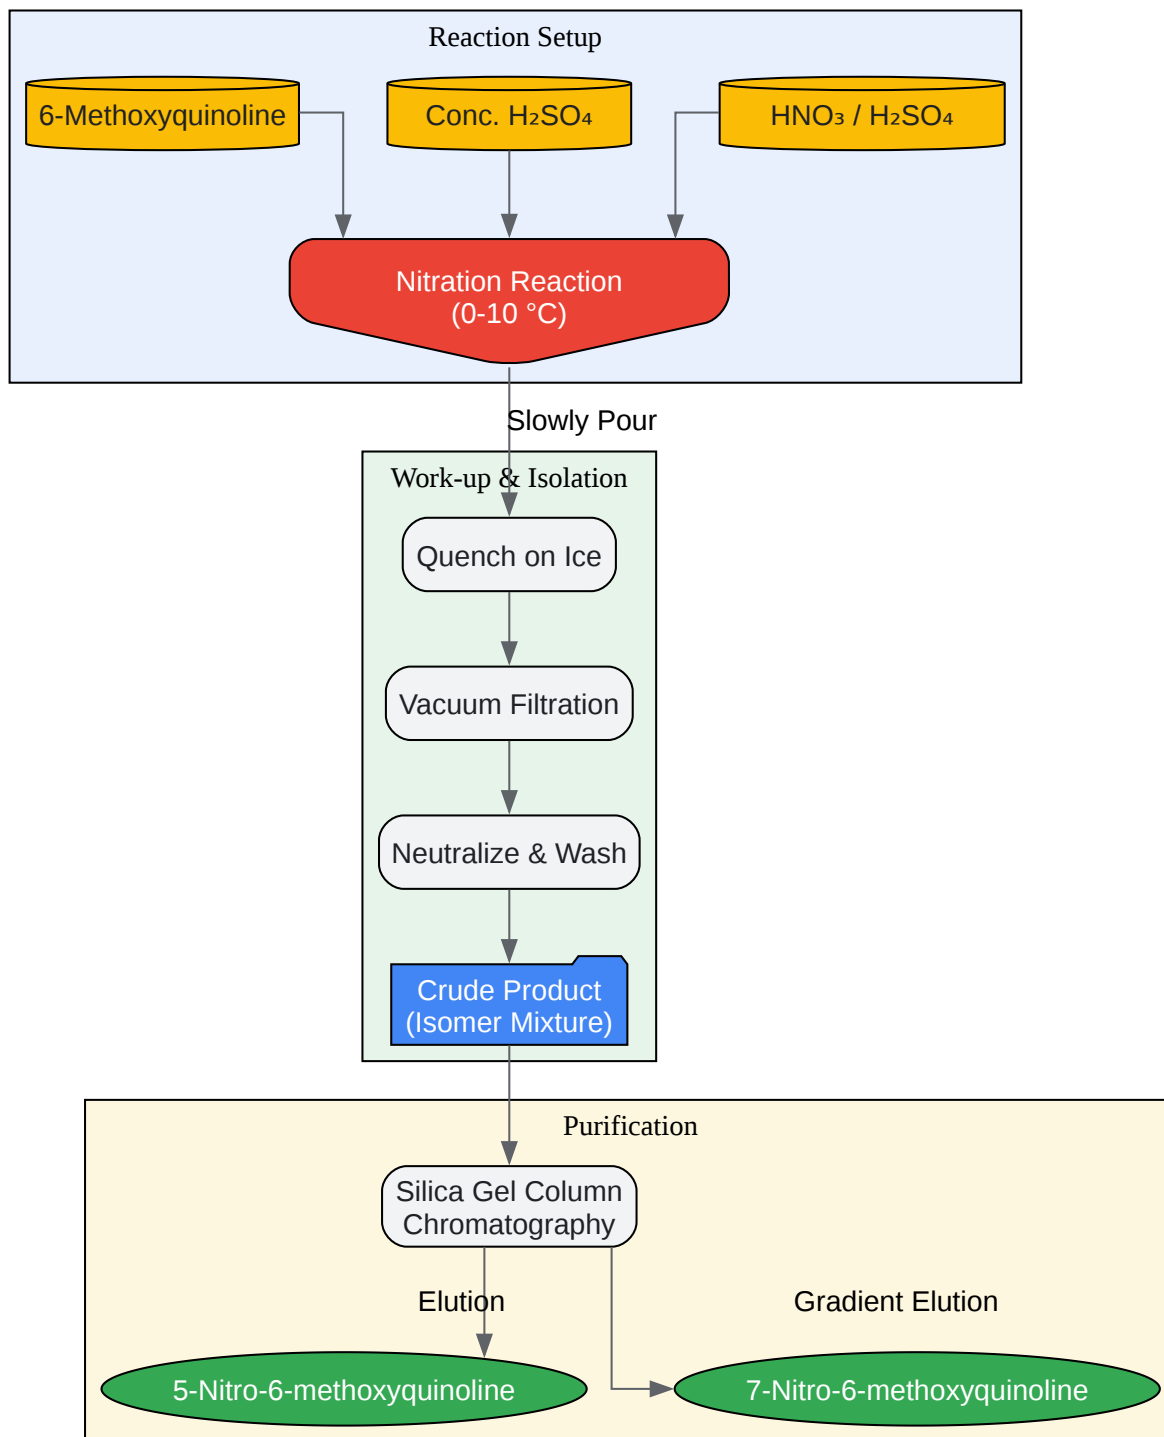 Reaction Setup
6-Methoxyquinoline
Conc. H₂SO₄
HNO₃ / H₂SO₄
Nitration Reaction
(0-10 °C)
Slowly Pour
Work-up & Isolation
Quench on Ice
Vacuum Filtration
Neutralize & Wash
Crude Product
(Isomer Mixture)
Purification
Silica Gel Column
Chromatography
Elution
Gradient Elution
5-Nitro-6-methoxyquinoline
7-Nitro-6-methoxyquinoline